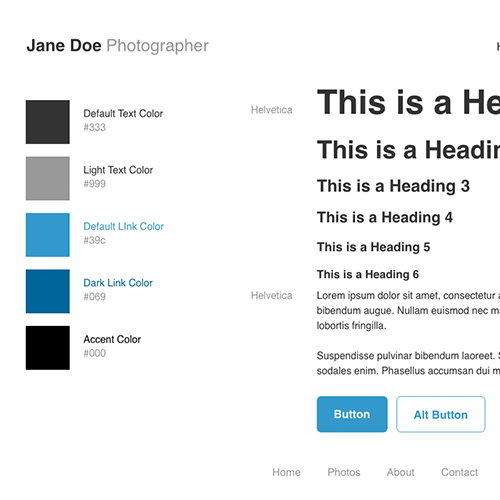 Jane Doe Photographer
Default Text Color
#333
Light Text Color
#999
Default LInk Color
#39c
Dark Link Color
#069
Accent Color
#000
Helvetica
This is a He
This is a Headin
This is a Heading 3
This is a Heading 4
This is a Heading 5
This is a Heading 6
Helvetica
Lorem ipsum dolor sit amet, consectetur a
bibendum augue. Nullam euismod nec ma
lobortis fringilla.
Suspendisse pulvinar bibendum laoreet. S
sodales enim. Phasellus accumsan dui m
Button
Alt Button
Home Photos About Contact